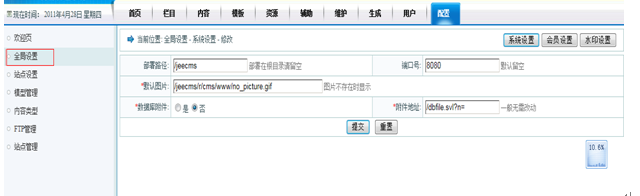 现在时间: 2011年4月28日 星期四
首页 栏目 内容 模板 资源 辅助 维护 生成 用户 配置
欢迎页
全局设置
站点设置
模型管理
内容类型
FTP管理
站点管理
当前位置: 全局设置 - 系统设置 - 修改
系统设置 会员设置 水印设置
部署路径: /jeecms 部署在根目录请留空 端口号: 8080 默认留空
*默认图片: /jeecms/r/cms/www/no_picture.gif 图片不存在时显示
*数据库附件: 是 否 *附件地址: /dbfile.svl?n= 一般无需改动
提交 重置
10.6%